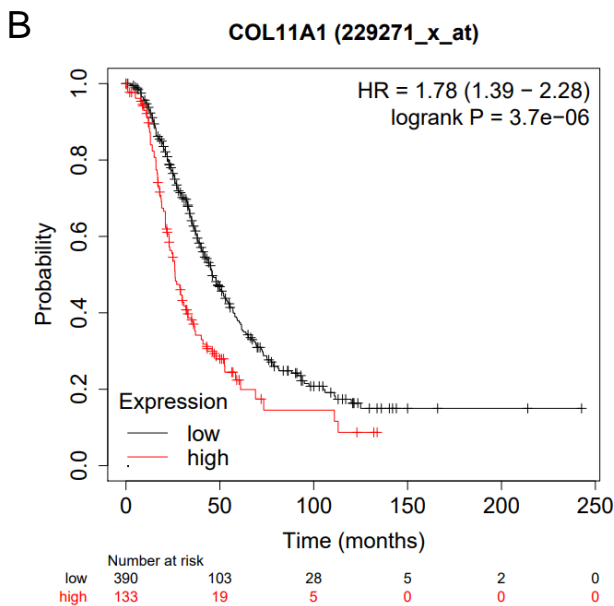 B
COL11A1 (229271_x_at)
HR = 1.78 (1.39 − 2.28)
logrank P = 3.7e−06
Probability
1.0
0.8
0.6
0.4
0.2
0.0
Expression
low
high
0 50 100 150 200 250
Time (months)
Number at risk
low 390 103 28 5 2 0
high 133 19 5 0 0 0